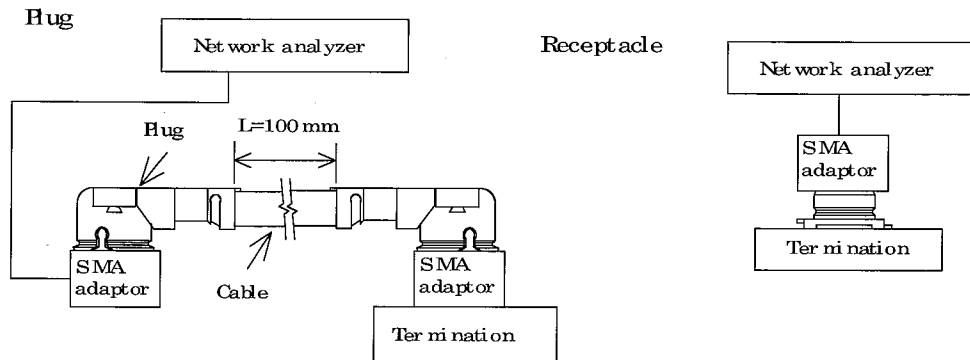 Plug
Network analyzer
Receptacle
Network analyzer
Plug
L=100 mm
SMA
adaptor
SMA
adaptor
SMA
adaptor
Cable
Termination
Termination